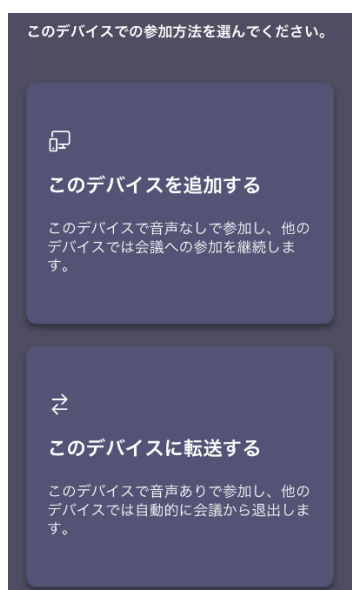 このデバイスでの参加方法を選んでください。
このデバイスを追加する
このデバイスで音声なしで参加し、他の
デバイスでは会議への参加を継続しま
す。
このデバイスに転送する
このデバイスで音声ありで参加し、他の
デバイスでは自動的に会議から退出しま
す。